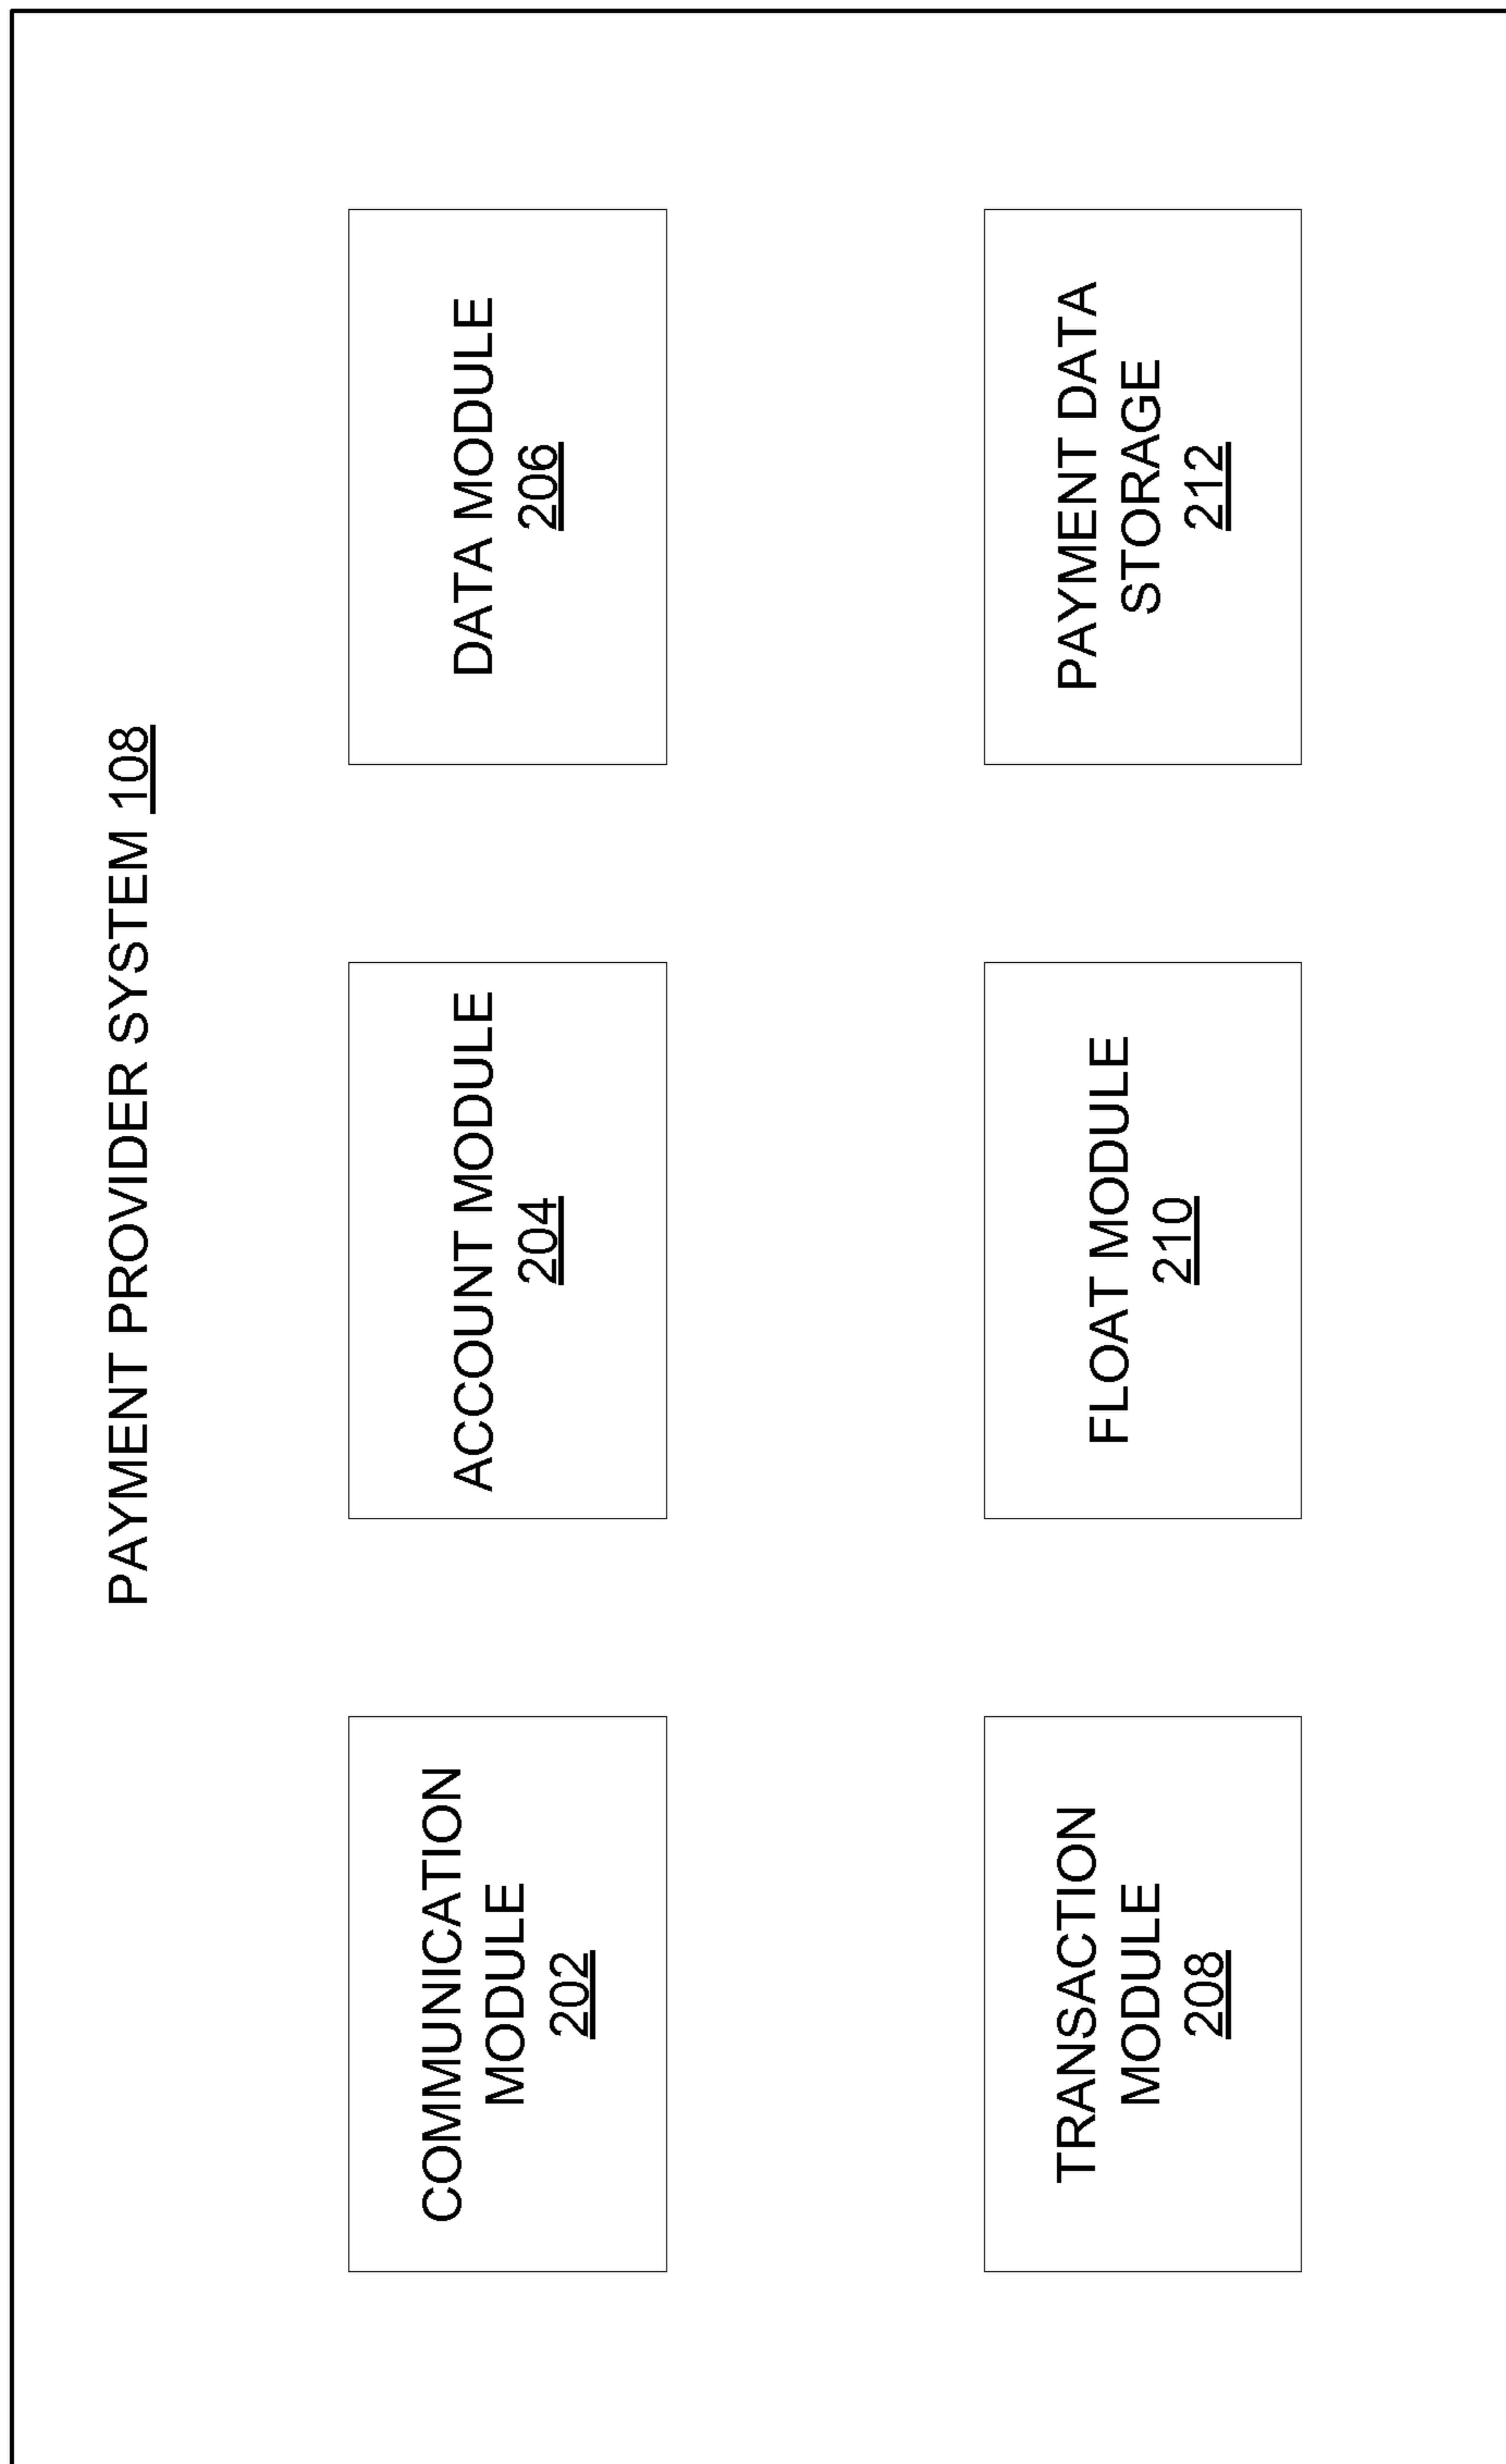 PAYMENT PROVIDER SYSTEM 108
COMMUNICATION
MODULE
202
ACCOUNT MODULE
204
DATA MODULE
206
TRANSACTION
MODULE
208
FLOAT MODULE
210
PAYMENT DATA
STORAGE
212